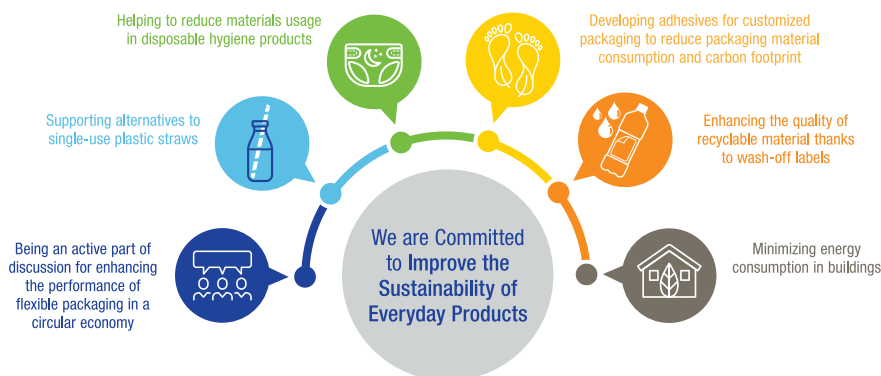 Helping to reduce materials usage
in disposable hygiene products
Developing adhesives for customized
packaging to reduce packaging material
consumption and carbon footprint
Supporting alternatives to
single-use plastic straws
Enhancing the quality of
recyclable material thanks
to wash-off labels
Being an active part of
discussion for enhancing
the performance of
flexible packaging in a
circular economy
We are Committed
to Improve the
Sustainability of
Everyday Products
Minimizing energy
consumption in buildings